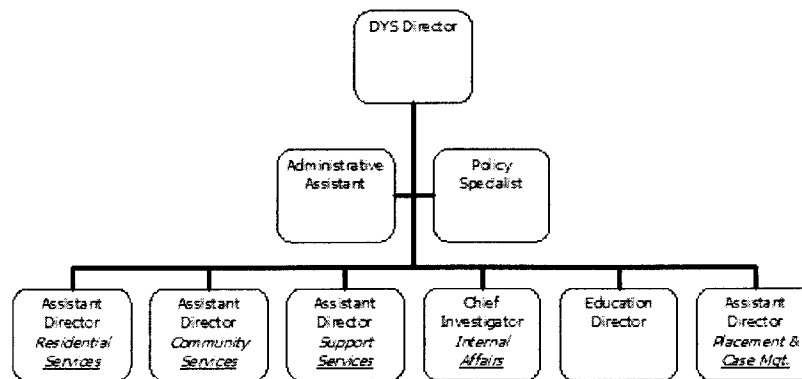 DYS Director
Administrative
Assistant
Policy
Specialist
Assistant
Director
Residential
Services
Assistant
Director
Community
Services
Assistant
Director
Support
Services
Chief
Investigator
Internal
Affairs
Education
Director
Assistant
Director
Placement &
Case Mgt.